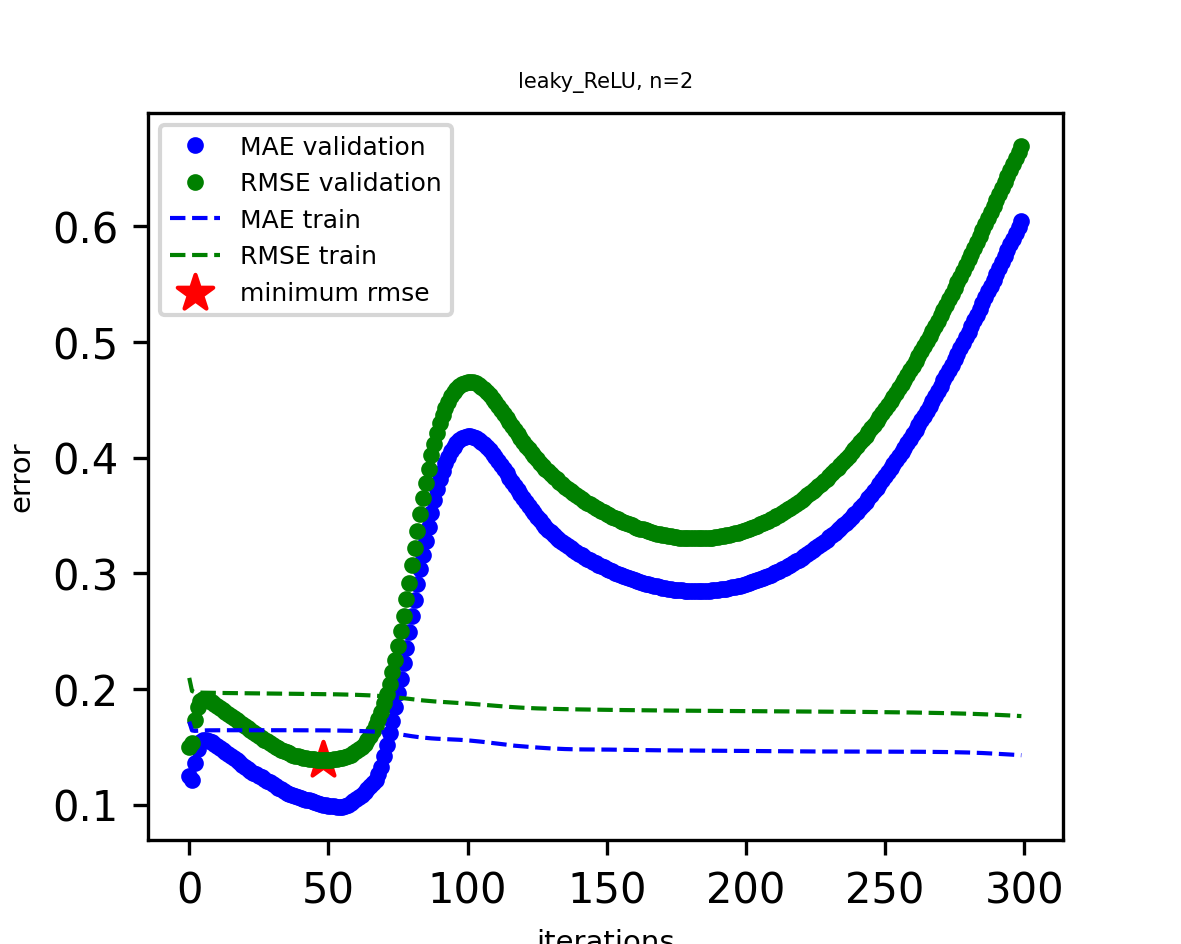 leaky_ReLU, n=2
MAE validation
RMSE validation
MAE train
RMSE train
minimum rmse
error
0.6
0.5
0.4
0.3
0.2
0.1
0 50 100 150 200 250 300
iterations